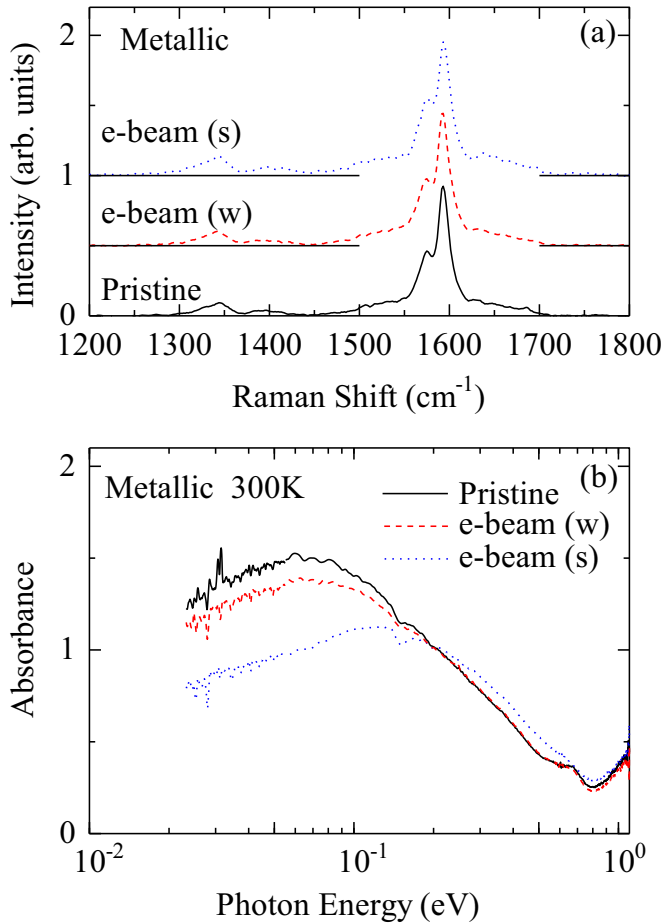 2
Metallic
(a)
e-beam (s)
1
e-beam (w)
Pristine
0
Intensity (arb. units)
1200 1300 1400 1500 1600 1700 1800
Raman Shift (cm⁻¹)
2
Metallic 300K
(b)
Pristine
e-beam (w)
e-beam (s)
1
0
Absorbance
10⁻² 10⁻¹ 10⁰
Photon Energy (eV)